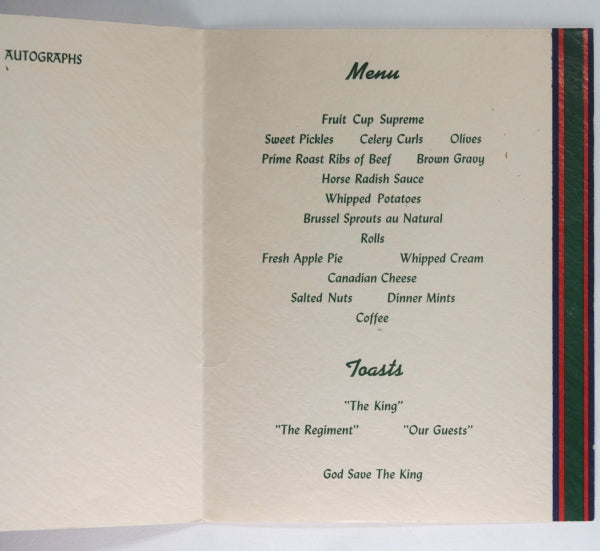 AUTOGRAPHS
Menu
Fruit Cup Supreme
Sweet Pickles Celery Curls Olives
Prime Roast Ribs of Beef Brown Gravy
Horse Radish Sauce
Whipped Potatoes
Brussel Sprouts au Natural
Rolls
Fresh Apple Pie Whipped Cream
Canadian Cheese
Salted Nuts Dinner Mints
Coffee
Toasts
"The King"
"The Regiment" "Our Guests"
God Save The King